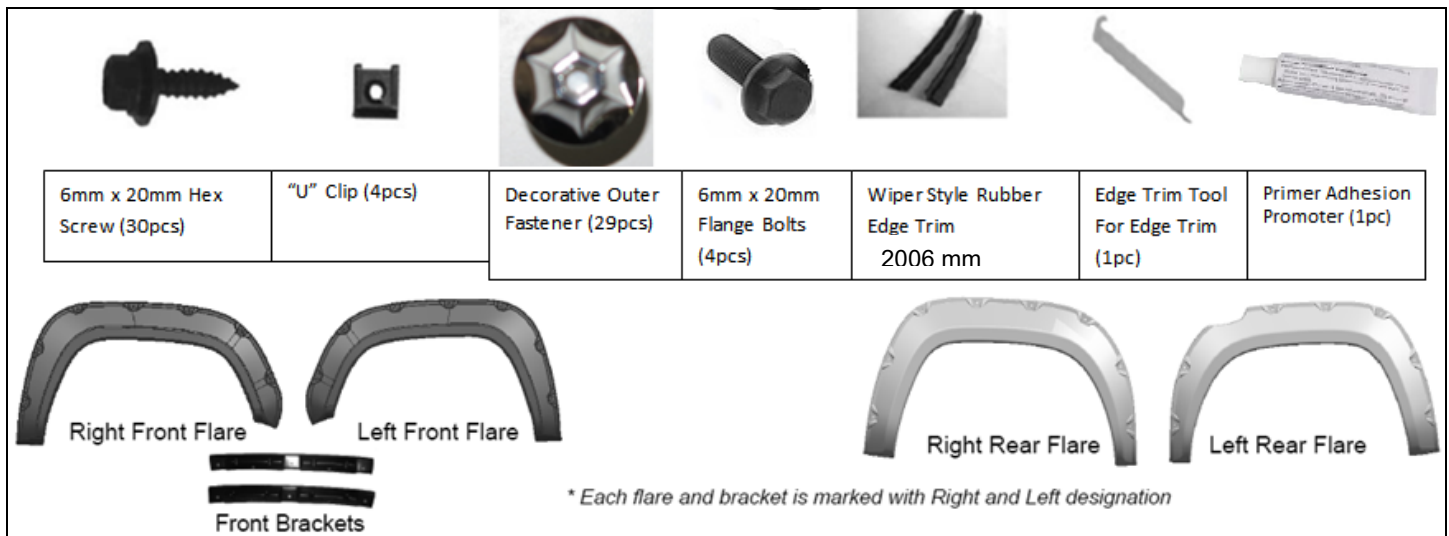 6mm x 20mm Hex
Screw (30pcs)
"U" Clip (4pcs)
Decorative Outer
Fastener (29pcs)
6mm x 20mm
Flange Bolts
(4pcs)
Wiper Style Rubber
Edge Trim
2006 mm
Edge Trim Tool
For Edge Trim
(1pc)
Primer Adhesion
Promoter (1pc)
Right Front Flare
Left Front Flare
Right Rear Flare
Left Rear Flare
Front Brackets
* Each flare and bracket is marked with Right and Left designation